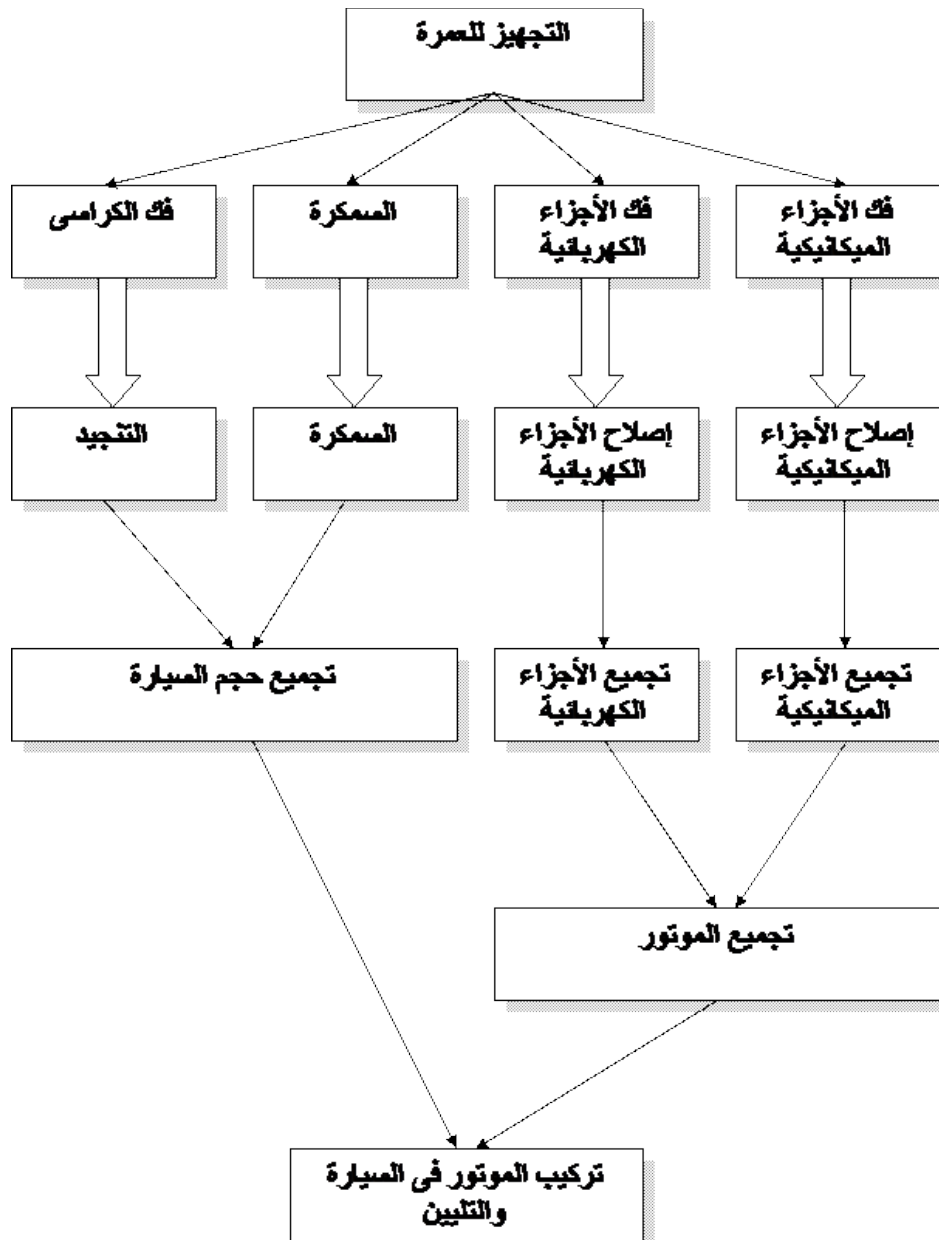 التجهيز للعمرة
فك الأجزاء
الميكانيكية
فك الأجزاء
الكهربائية
السمكرة
فك الكراسى
إصلاح الأجزاء
الميكانيكية
إصلاح الأجزاء
الكهربائية
السمكرة
التنجيد
تجميع الأجزاء
الميكانيكية
تجميع الأجزاء
الكهربائية
تجميع حجم السيارة
تجميع الموتور
تركيب الموتور فى السيارة
والتليين